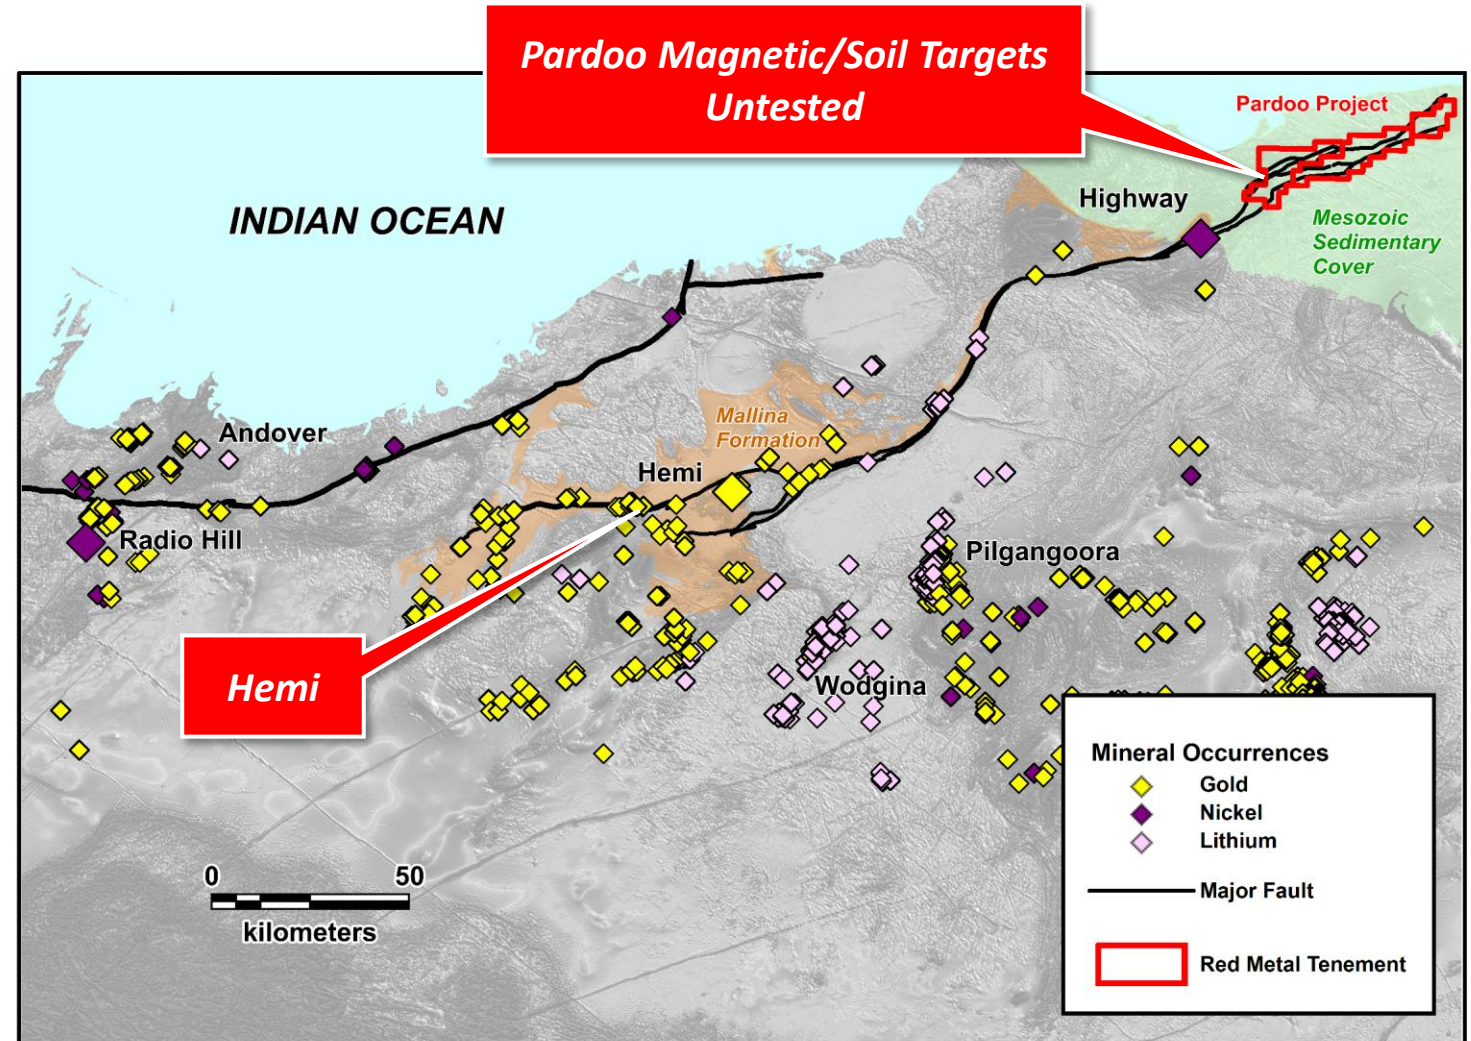 Pardoo Magnetic/Soil Targets
Untested
Pardoo Project
INDIAN OCEAN
Highway
Mesozoic
Sedimentary
Cover
Mallina
Formation
Andover
Hemi
Radio Hill
Pilgangoora
Hemi
Wodgina
Mineral Occurrences
Gold
Nickel
Lithium
Major Fault
Red Metal Tenement
0 50
kilometers